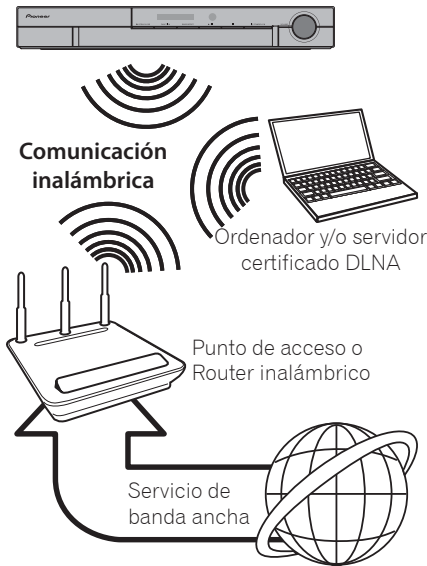 Pioneer
Comunicación
inalámbrica
Ordenador y/o servidor
certificado DLNA
Punto de acceso o
Router inalámbrico
Servicio de
banda ancha